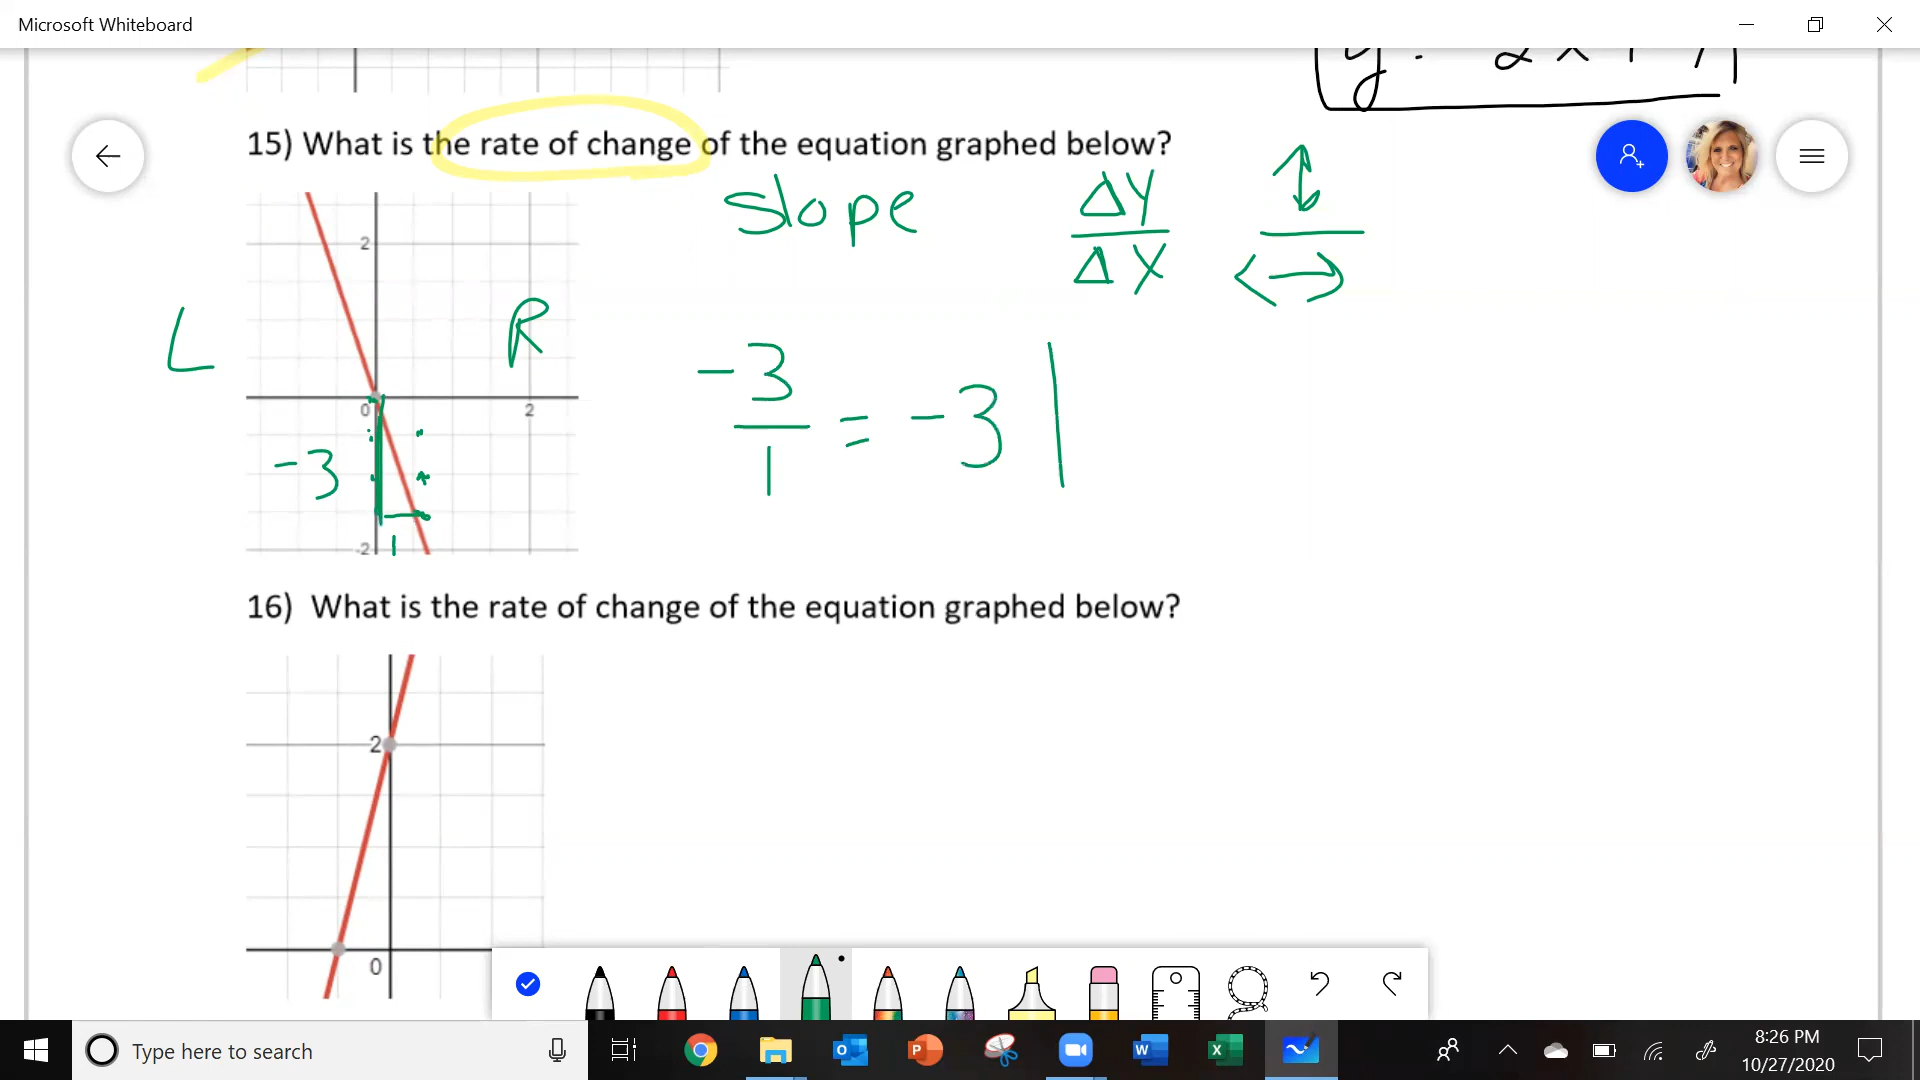 Microsoft Whiteboard
15) What is the rate of change of the equation graphed below?
slope
ΔY
ΔX
2
L
R
0
2
-3
1
= -3
-3
-2
1
16) What is the rate of change of the equation graphed below?
2
0
Type here to search
8:26 PM
10/27/2020